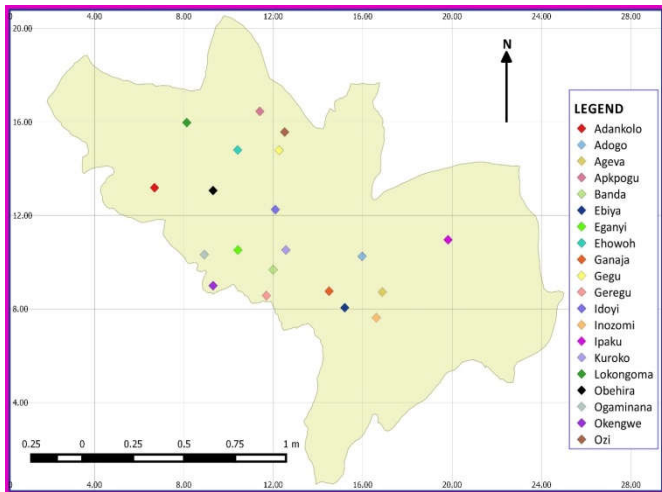 4.00 8.00 12.00 16.00 20.00 24.00 28.00
20.00
N
16.00
LEGEND
Adankolo
Adogo
Ageva
Apkpogu
Banda
Ebiya
Eganyi
Ehowoh
Ganaja
Gegu
Geregu
Idoyi
Inozomi
Ipaku
Kuroko
Lokongoma
Obehira
Ogaminana
Okengwe
Ozi
12.00
8.00
4.00
0.25 0 0.25 0.5 0.75 1 m
4.00 8.00 12.00 16.00 20.00 24.00 28.00